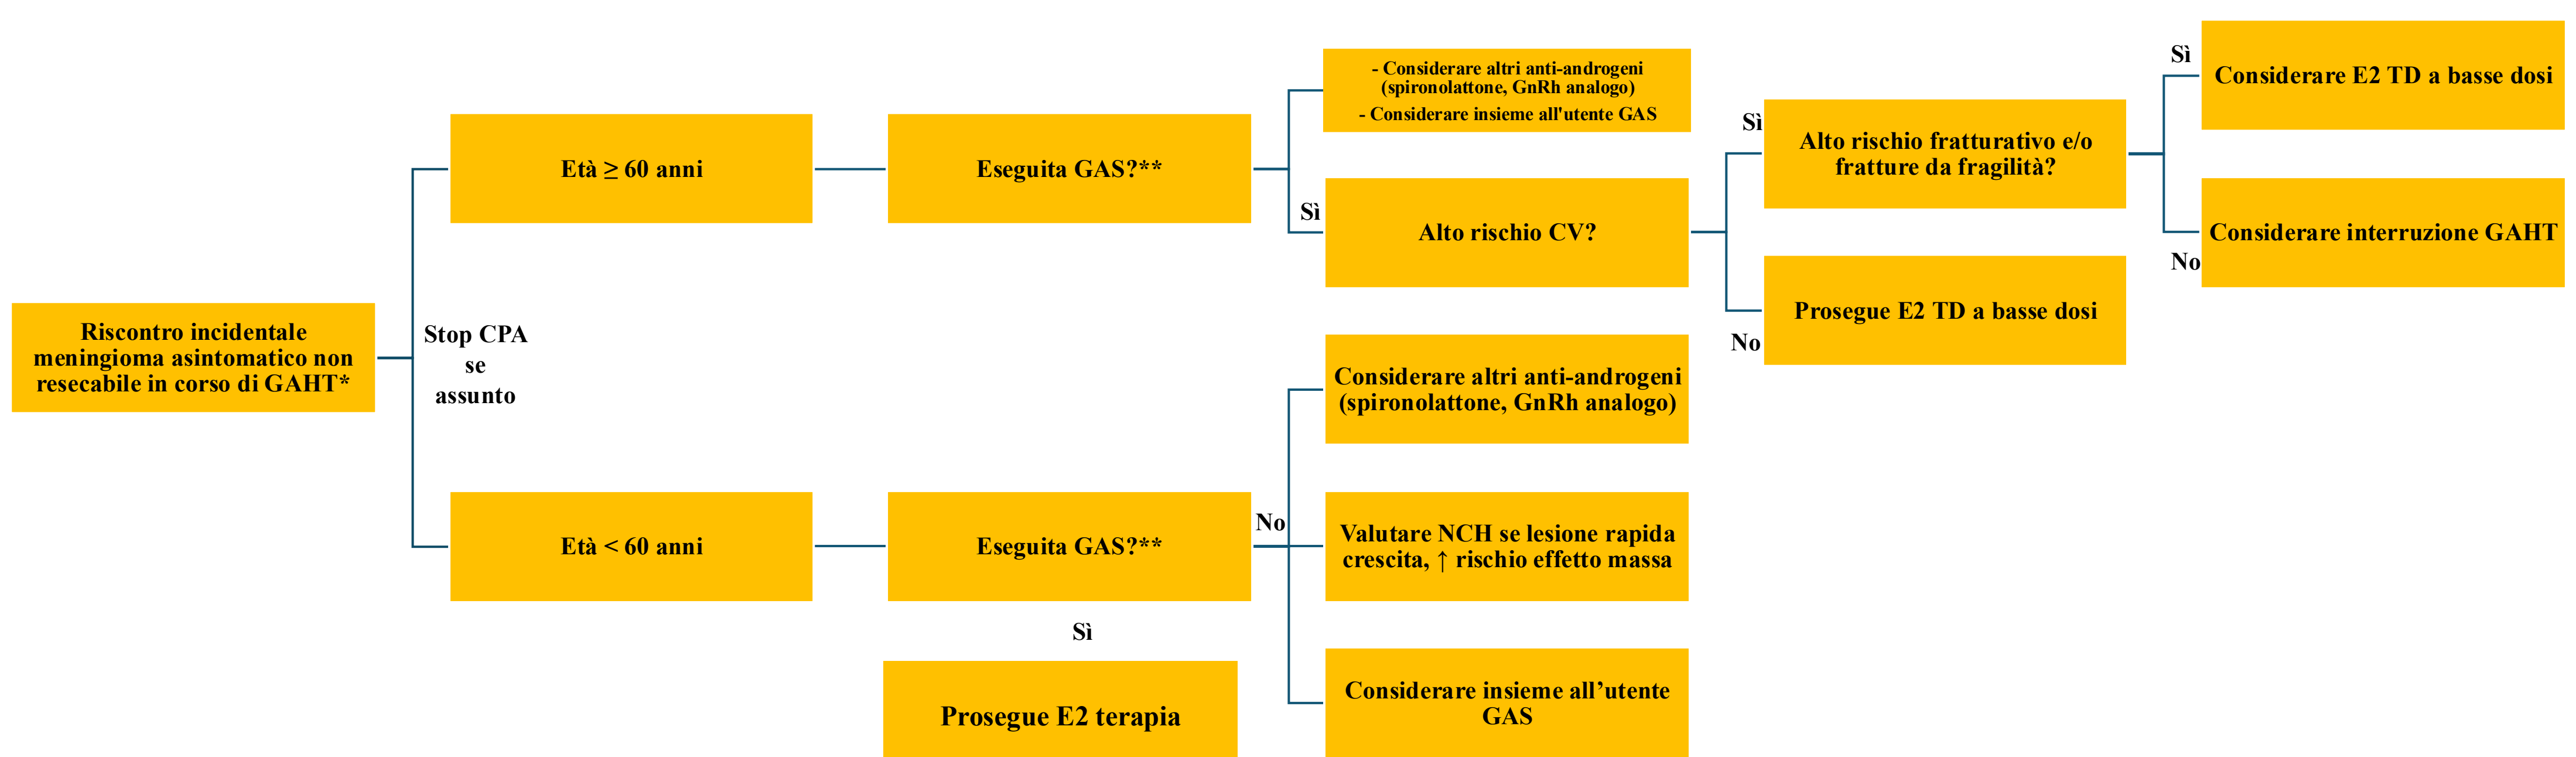 Riscontro incidentale
meningioma asintomatico non
resecabile in corso di GAHT*
Stop CPA
se
assunto
Età ≥ 60 anni
Eseguita GAS?**
- Considerare altri anti-androgeni
(spironolattone, GnRh analogo)
- Considerare insieme all'utente GAS
Sì
Alto rischio CV?
Sì
Alto rischio fratturativo e/o
fratture da fragilità?
Sì
Considerare E2 TD a basse dosi
No
Considerare interruzione GAHT
No
Prosegue E2 TD a basse dosi
Età < 60 anni
Eseguita GAS?**
No
Considerare altri anti-androgeni
(spironolattone, GnRh analogo)
Valutare NCH se lesione rapida
crescita, ↑ rischio effetto massa
Considerare insieme all’utente
GAS
Sì
Prosegue E2 terapia